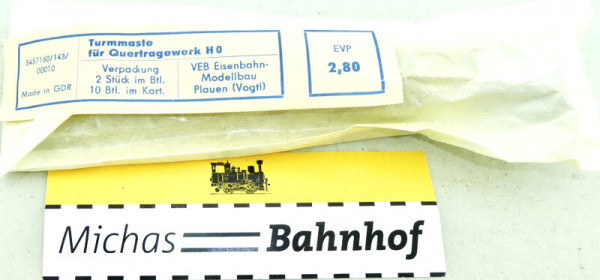 5457160/143/
00010
Made in GDR
Turmmaste
für Quertragewerk H0
Verpackung
2 Stück im Btl.
10 Btl. im Kart.
VEB Eisenbahn-
Modellbau
Plauen (Vogtl)
EVP
2,80
Michas Bahnhof